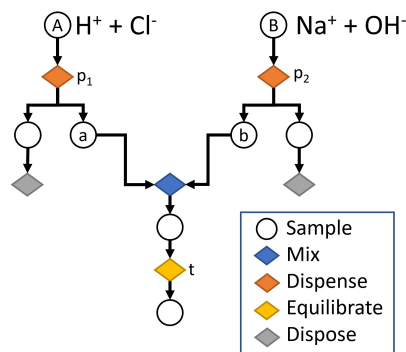 A H⁺ + Cl⁻
B Na⁺ + OH⁻
p₁
p₂
a
b
t
Sample
Mix
Dispense
Equilibrate
Dispose